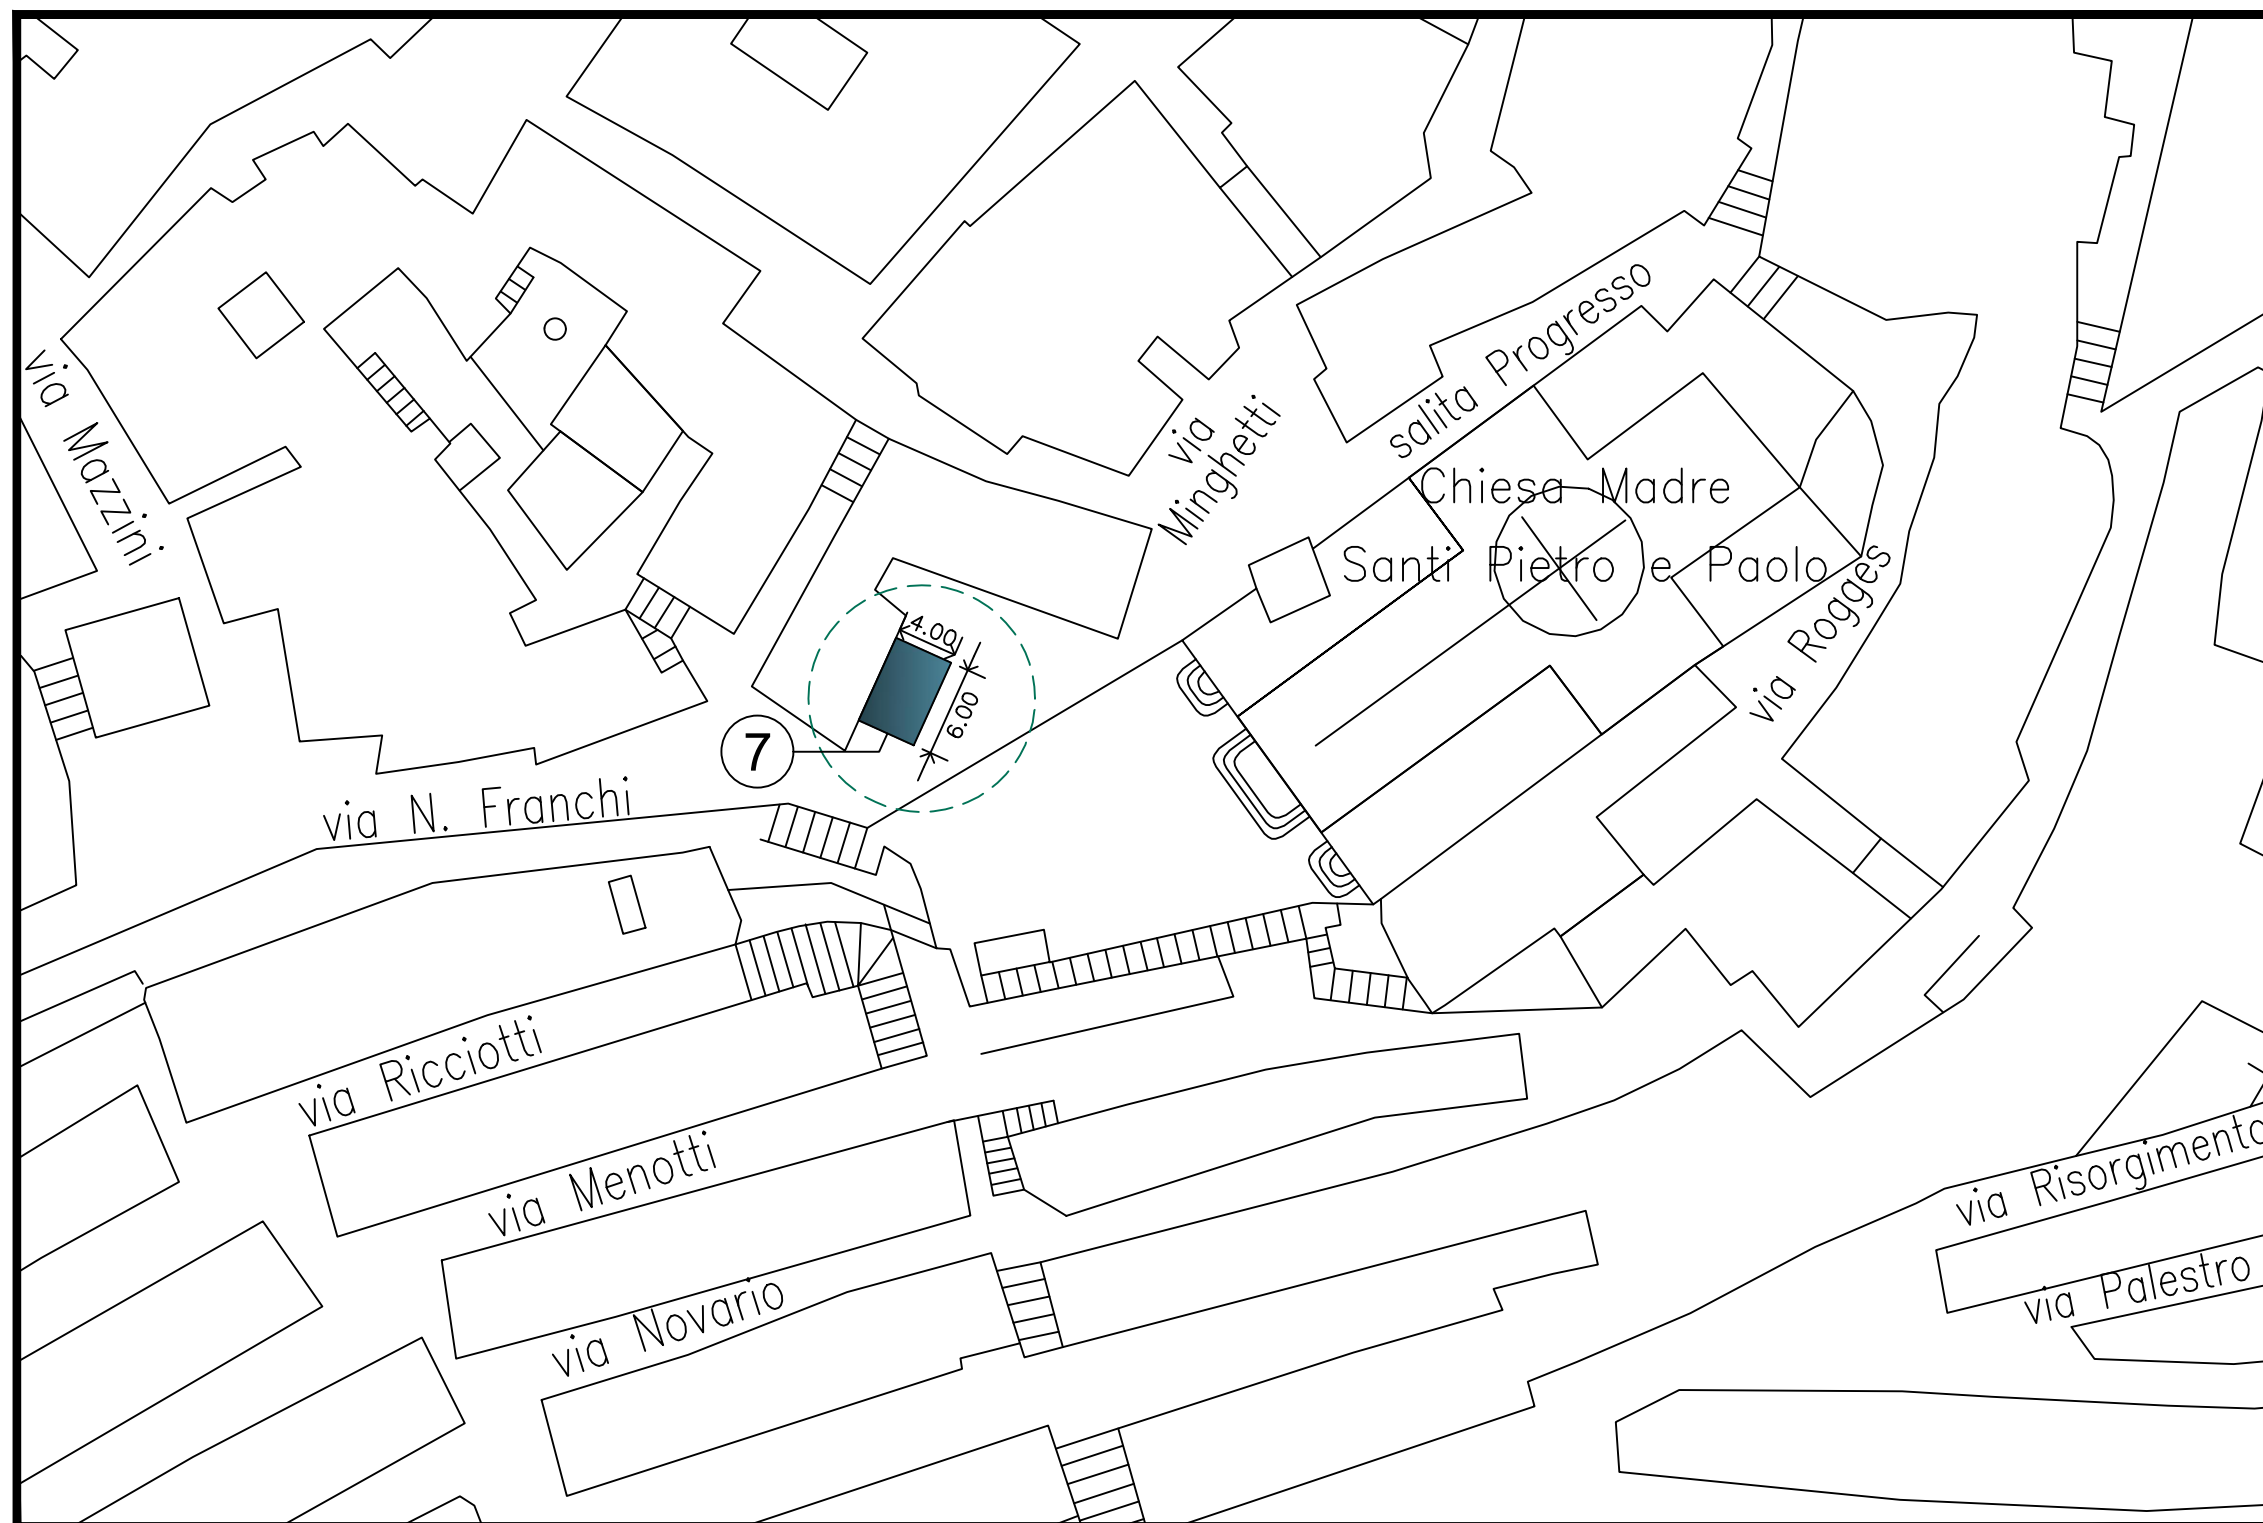 via Mazzini
salita Progresso
via
Minghetti
Chiesa Madre
Santi Pietro e Paolo
via Rogges
4.00
6.00
7
via N. Franchi
via Ricciotti
via Menotti
via Novario
via Risorgimento
via Palestro